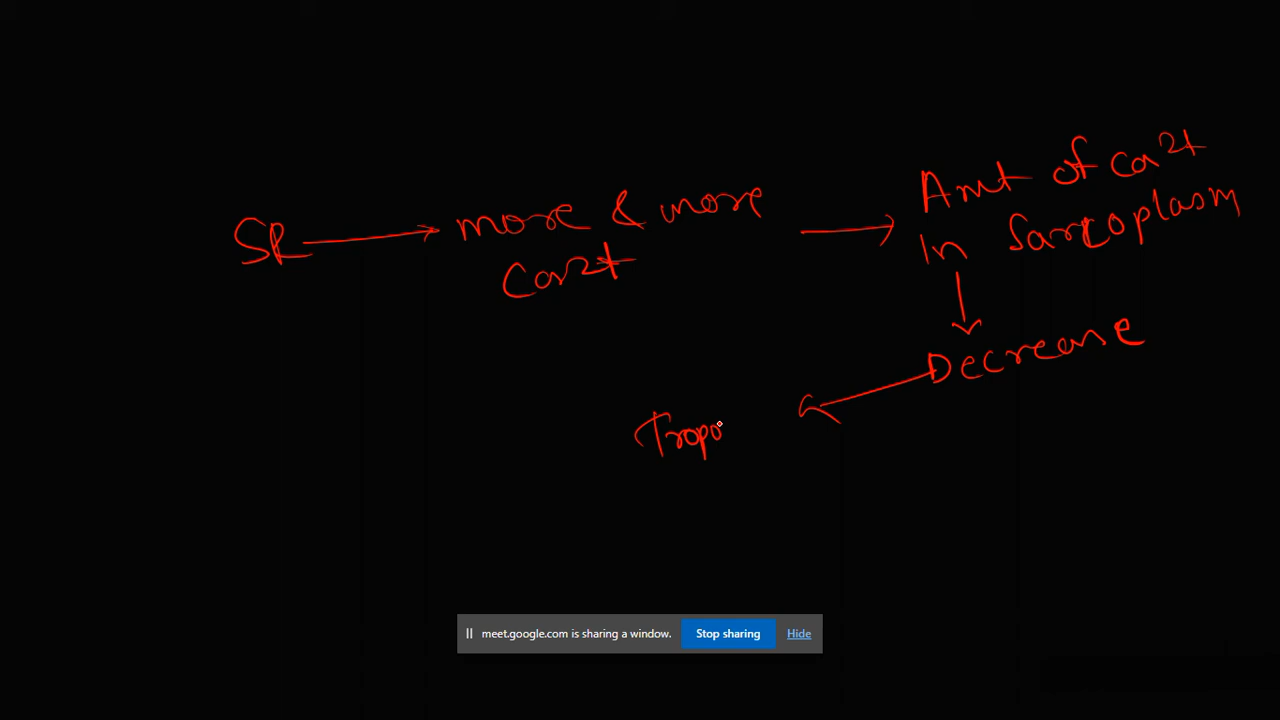 SR → more & more
Ca2+
→ Amt of Ca2+
In Sarcoplasm
↓
Decrease
Tropo
meet.google.com is sharing a window. Stop sharing Hide